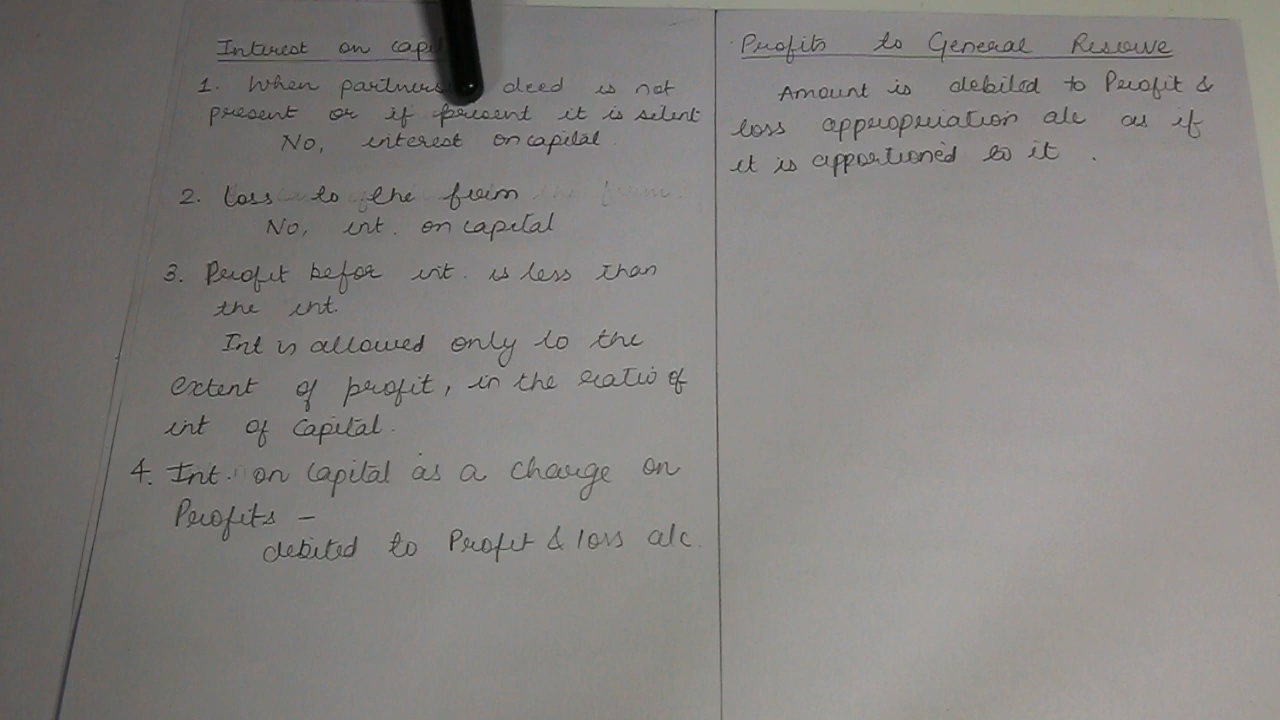 Interest on capi
1. When partners deed is not
present or if present it is silent
No, interest on capital
2. Loss to the firm
No, int. on capital
3. Profit befor int. is less than
the int.
Int is allowed only to the
extent of profit, in the ratio of
int of capital.
4. Int. on capital as a charge on
Profits -
debited to Profit & loss a/c.
Profits to General Reserve
Amount is debited to Profit &
loss appropriation a/c as if
it is apportioned to it.